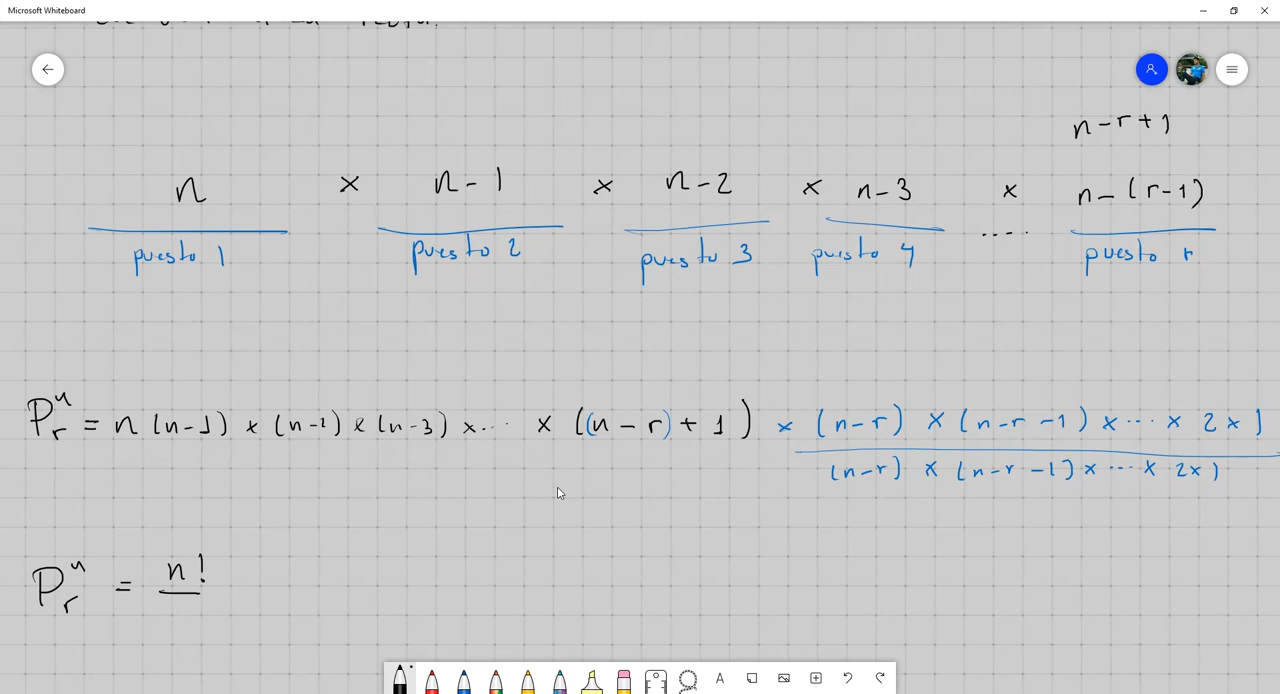 Microsoft Whiteboard
n-r+1
n × n-1 × n-2 × n-3 × n-(r-1)
puesto 1 puesto 2 puesto 3 puesto 4 ..... puesto r
P^n_r = n (n-1) × (n-2) × (n-3) ×... × ((n-r)+1) × (n-r) × (n-r-1) × ... × 2×1
(n-r) × (n-r-1) × ... × 2×1
P^n_r = n!